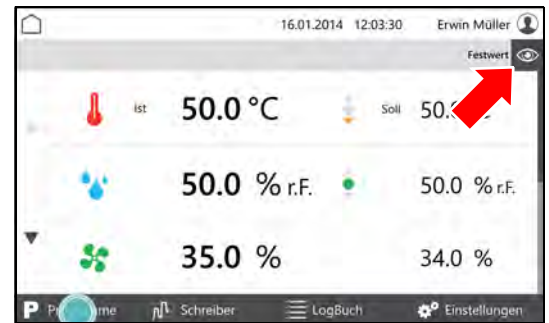 16.01.2014 12:03:30 Erwin Müller
Festwert
ist 50.0 °C Soll
50.0 % r.F. 50.0 % r.F.
35.0 % 34.0 %
P Schreiber LogBuch Einstellungen